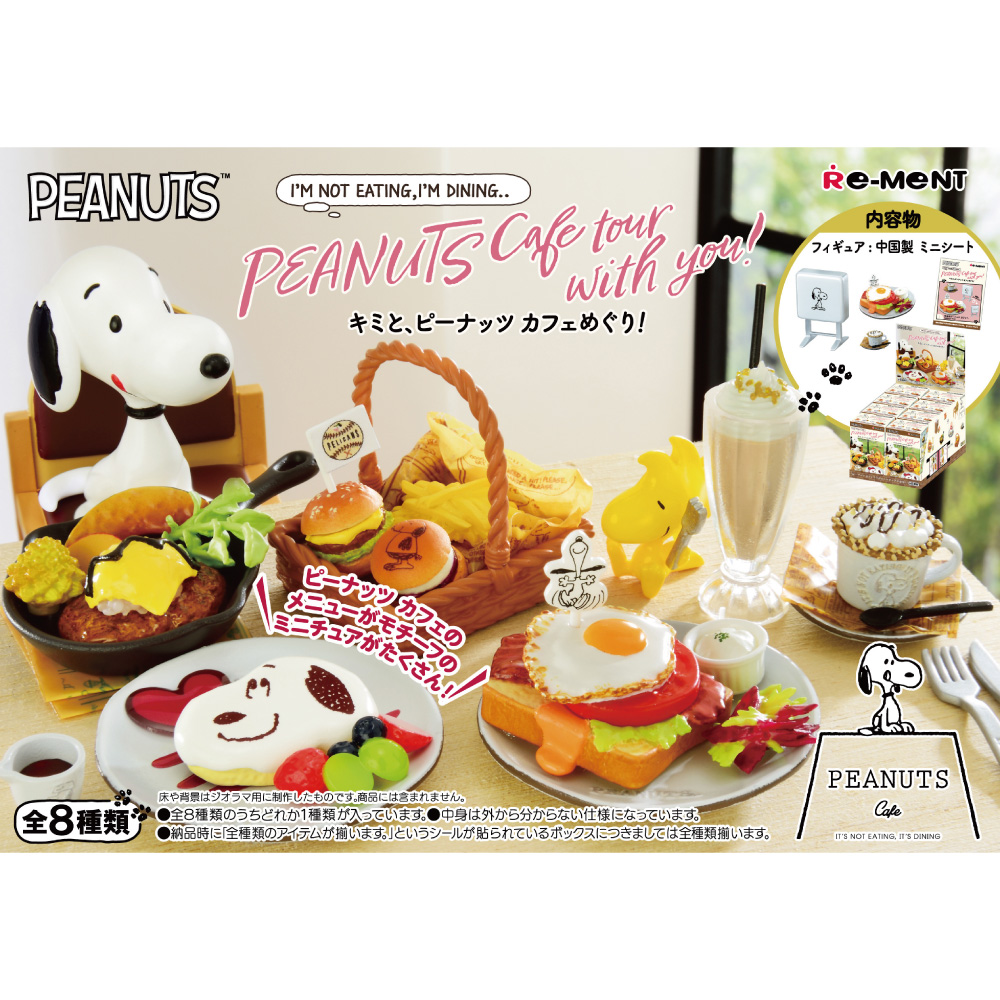 PEANUTS™
I'M NOT EATING, I'M DINING..
PEANUTS Cafe tour
with you!
キミと、ピーナッツ カフェめぐり!
Re-MeNT
内容物
フィギュア:中国製 ミニシート
PELICANS
ピーナッツ カフェの
メニューがモチーフの
ミニチュアがたくさん!
PEANUTS
Cafe
IT'S NOT EATING, IT'S DINING
全8種類
床や背景はジオラマ用に制作したものです。商品には含まれません。
●全8種類のうちどれか1種類が入っています。●中身は外から分からない仕様になっています。
●納品時に「全種類のアイテムが揃います。」というシールが貼られているボックスにつきましては全種類揃います。